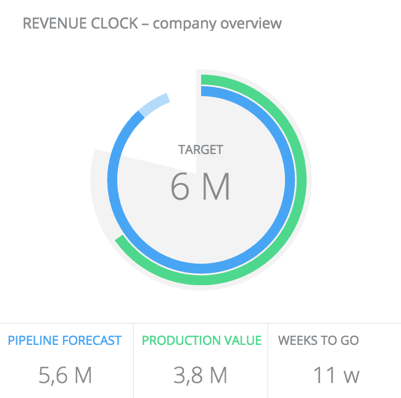 REVENUE CLOCK – company overview
TARGET
6 M
PIPELINE FORECAST
PRODUCTION VALUE
WEEKS TO GO
5,6 M
3,8 M
11 w